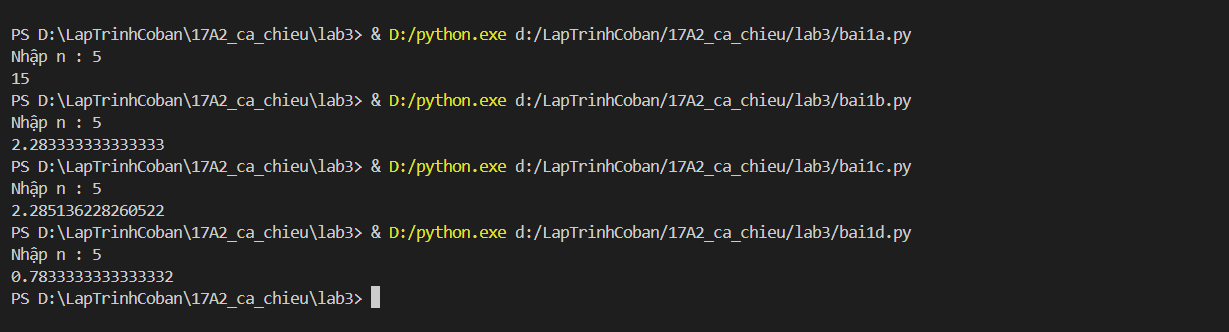 PS D:\LapTrinhCoban\17A2_ca_chieu\lab3> & D:/python.exe d:/LapTrinhCoban/17A2_ca_chieu/lab3/bai1a.py
Nhập n : 5
15
PS D:\LapTrinhCoban\17A2_ca_chieu\lab3> & D:/python.exe d:/LapTrinhCoban/17A2_ca_chieu/lab3/bai1b.py
Nhập n : 5
2.283333333333333
PS D:\LapTrinhCoban\17A2_ca_chieu\lab3> & D:/python.exe d:/LapTrinhCoban/17A2_ca_chieu/lab3/bai1c.py
Nhập n : 5
2.285136228260522
PS D:\LapTrinhCoban\17A2_ca_chieu\lab3> & D:/python.exe d:/LapTrinhCoban/17A2_ca_chieu/lab3/bai1d.py
Nhập n : 5
0.7833333333333332
PS D:\LapTrinhCoban\17A2_ca_chieu\lab3>